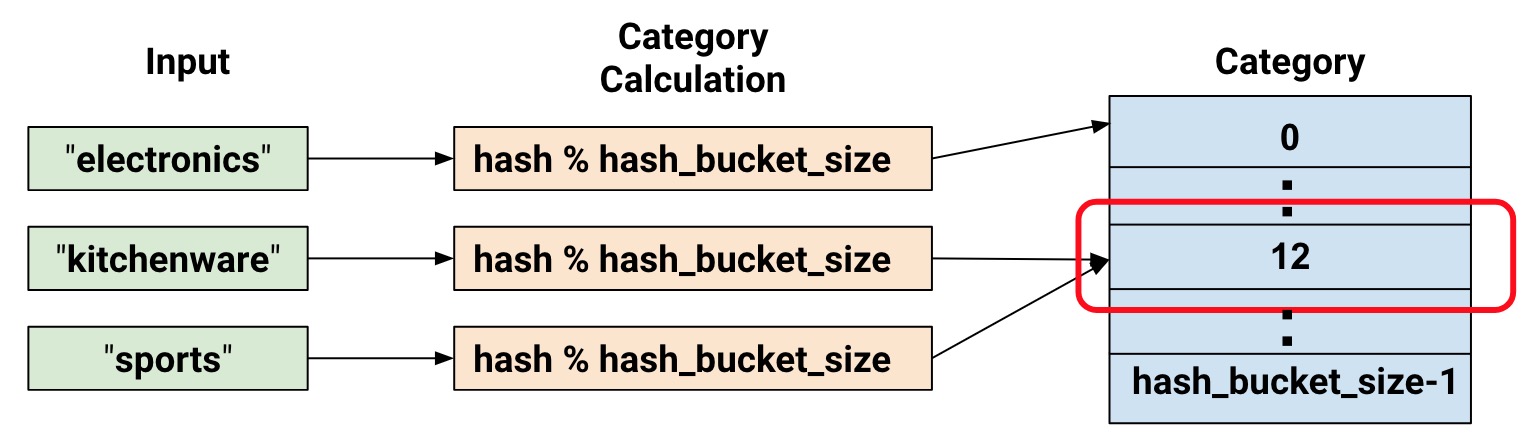 Input
Category
Calculation
Category
"electronics"
hash % hash_bucket_size
0
"kitchenware"
hash % hash_bucket_size
12
"sports"
hash % hash_bucket_size
hash_bucket_size-1